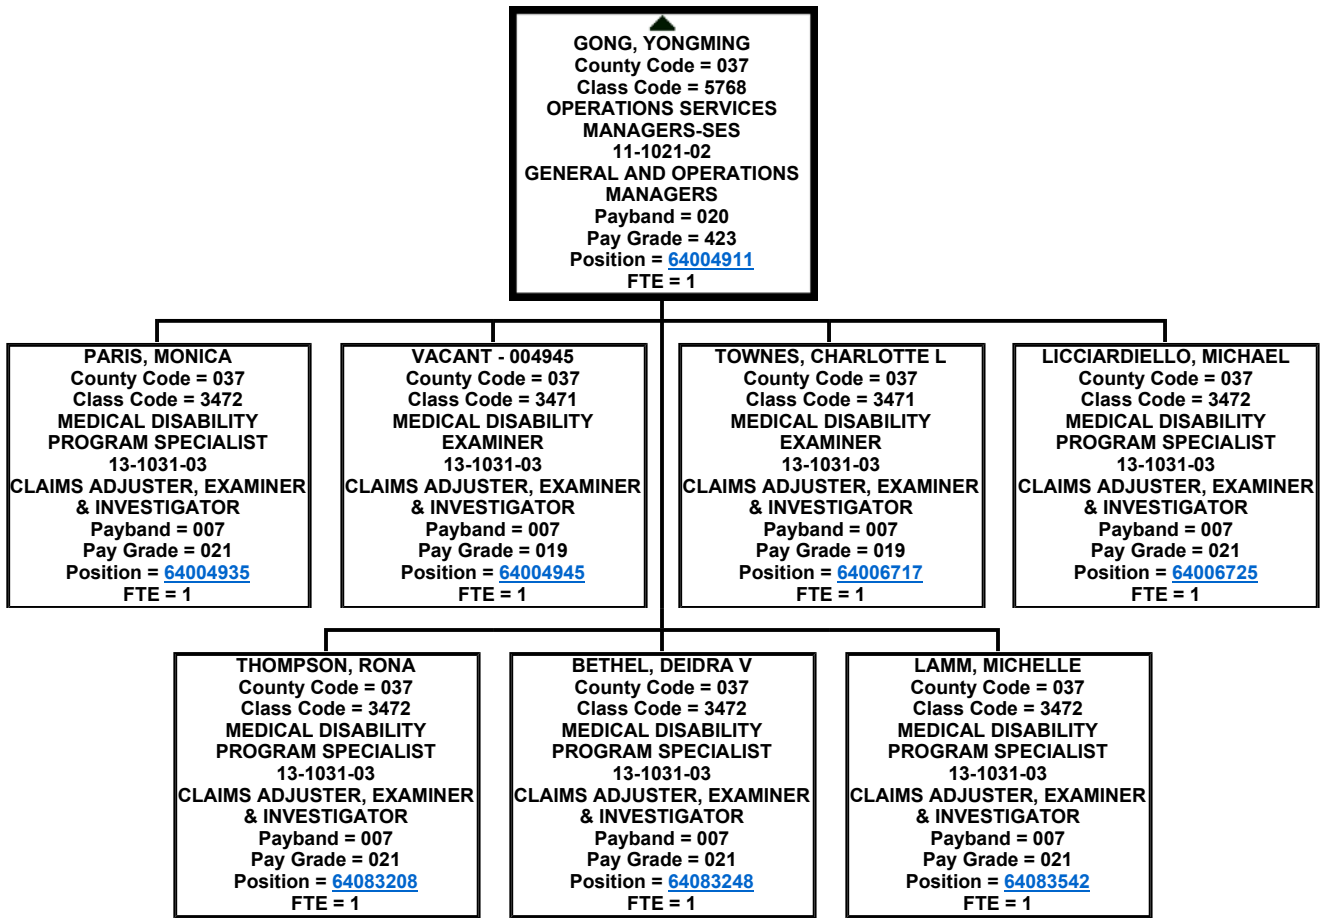 GONG, YONGMING
County Code = 037
Class Code = 5768
OPERATIONS SERVICES
MANAGERS-SES
11-1021-02
GENERAL AND OPERATIONS
MANAGERS
Payband = 020
Pay Grade = 423
Position = 64004911
FTE = 1
PARIS, MONICA
County Code = 037
Class Code = 3472
MEDICAL DISABILITY
PROGRAM SPECIALIST
13-1031-03
CLAIMS ADJUSTER, EXAMINER
& INVESTIGATOR
Payband = 007
Pay Grade = 021
Position = 64004935
FTE = 1
VACANT - 004945
County Code = 037
Class Code = 3471
MEDICAL DISABILITY
EXAMINER
13-1031-03
CLAIMS ADJUSTER, EXAMINER
& INVESTIGATOR
Payband = 007
Pay Grade = 019
Position = 64004945
FTE = 1
TOWNES, CHARLOTTE L
County Code = 037
Class Code = 3471
MEDICAL DISABILITY
EXAMINER
13-1031-03
CLAIMS ADJUSTER, EXAMINER
& INVESTIGATOR
Payband = 007
Pay Grade = 019
Position = 64006717
FTE = 1
LICCIARDIELLO, MICHAEL
County Code = 037
Class Code = 3472
MEDICAL DISABILITY
PROGRAM SPECIALIST
13-1031-03
CLAIMS ADJUSTER, EXAMINER
& INVESTIGATOR
Payband = 007
Pay Grade = 021
Position = 64006725
FTE = 1
THOMPSON, RONA
County Code = 037
Class Code = 3472
MEDICAL DISABILITY
PROGRAM SPECIALIST
13-1031-03
CLAIMS ADJUSTER, EXAMINER
& INVESTIGATOR
Payband = 007
Pay Grade = 021
Position = 64083208
FTE = 1
BETHEL, DEIDRA V
County Code = 037
Class Code = 3472
MEDICAL DISABILITY
PROGRAM SPECIALIST
13-1031-03
CLAIMS ADJUSTER, EXAMINER
& INVESTIGATOR
Payband = 007
Pay Grade = 021
Position = 64083248
FTE = 1
LAMM, MICHELLE
County Code = 037
Class Code = 3472
MEDICAL DISABILITY
PROGRAM SPECIALIST
13-1031-03
CLAIMS ADJUSTER, EXAMINER
& INVESTIGATOR
Payband = 007
Pay Grade = 021
Position = 64083542
FTE = 1